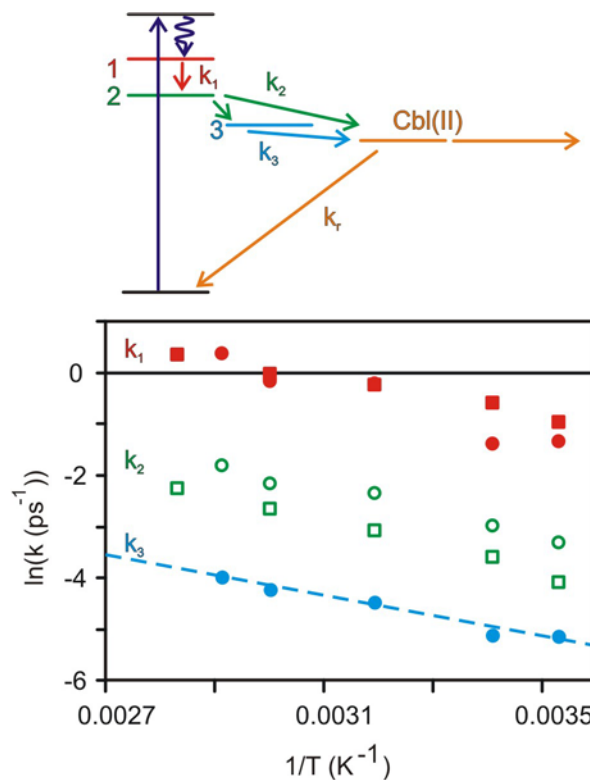 1
k₁
2
k₂
3
k₃
Cbl(II)
kᵣ
k₁
k₂
k₃
0
-2
-4
-6
ln(k (ps⁻¹))
0.0027 0.0031 0.0035
1/T (K⁻¹)